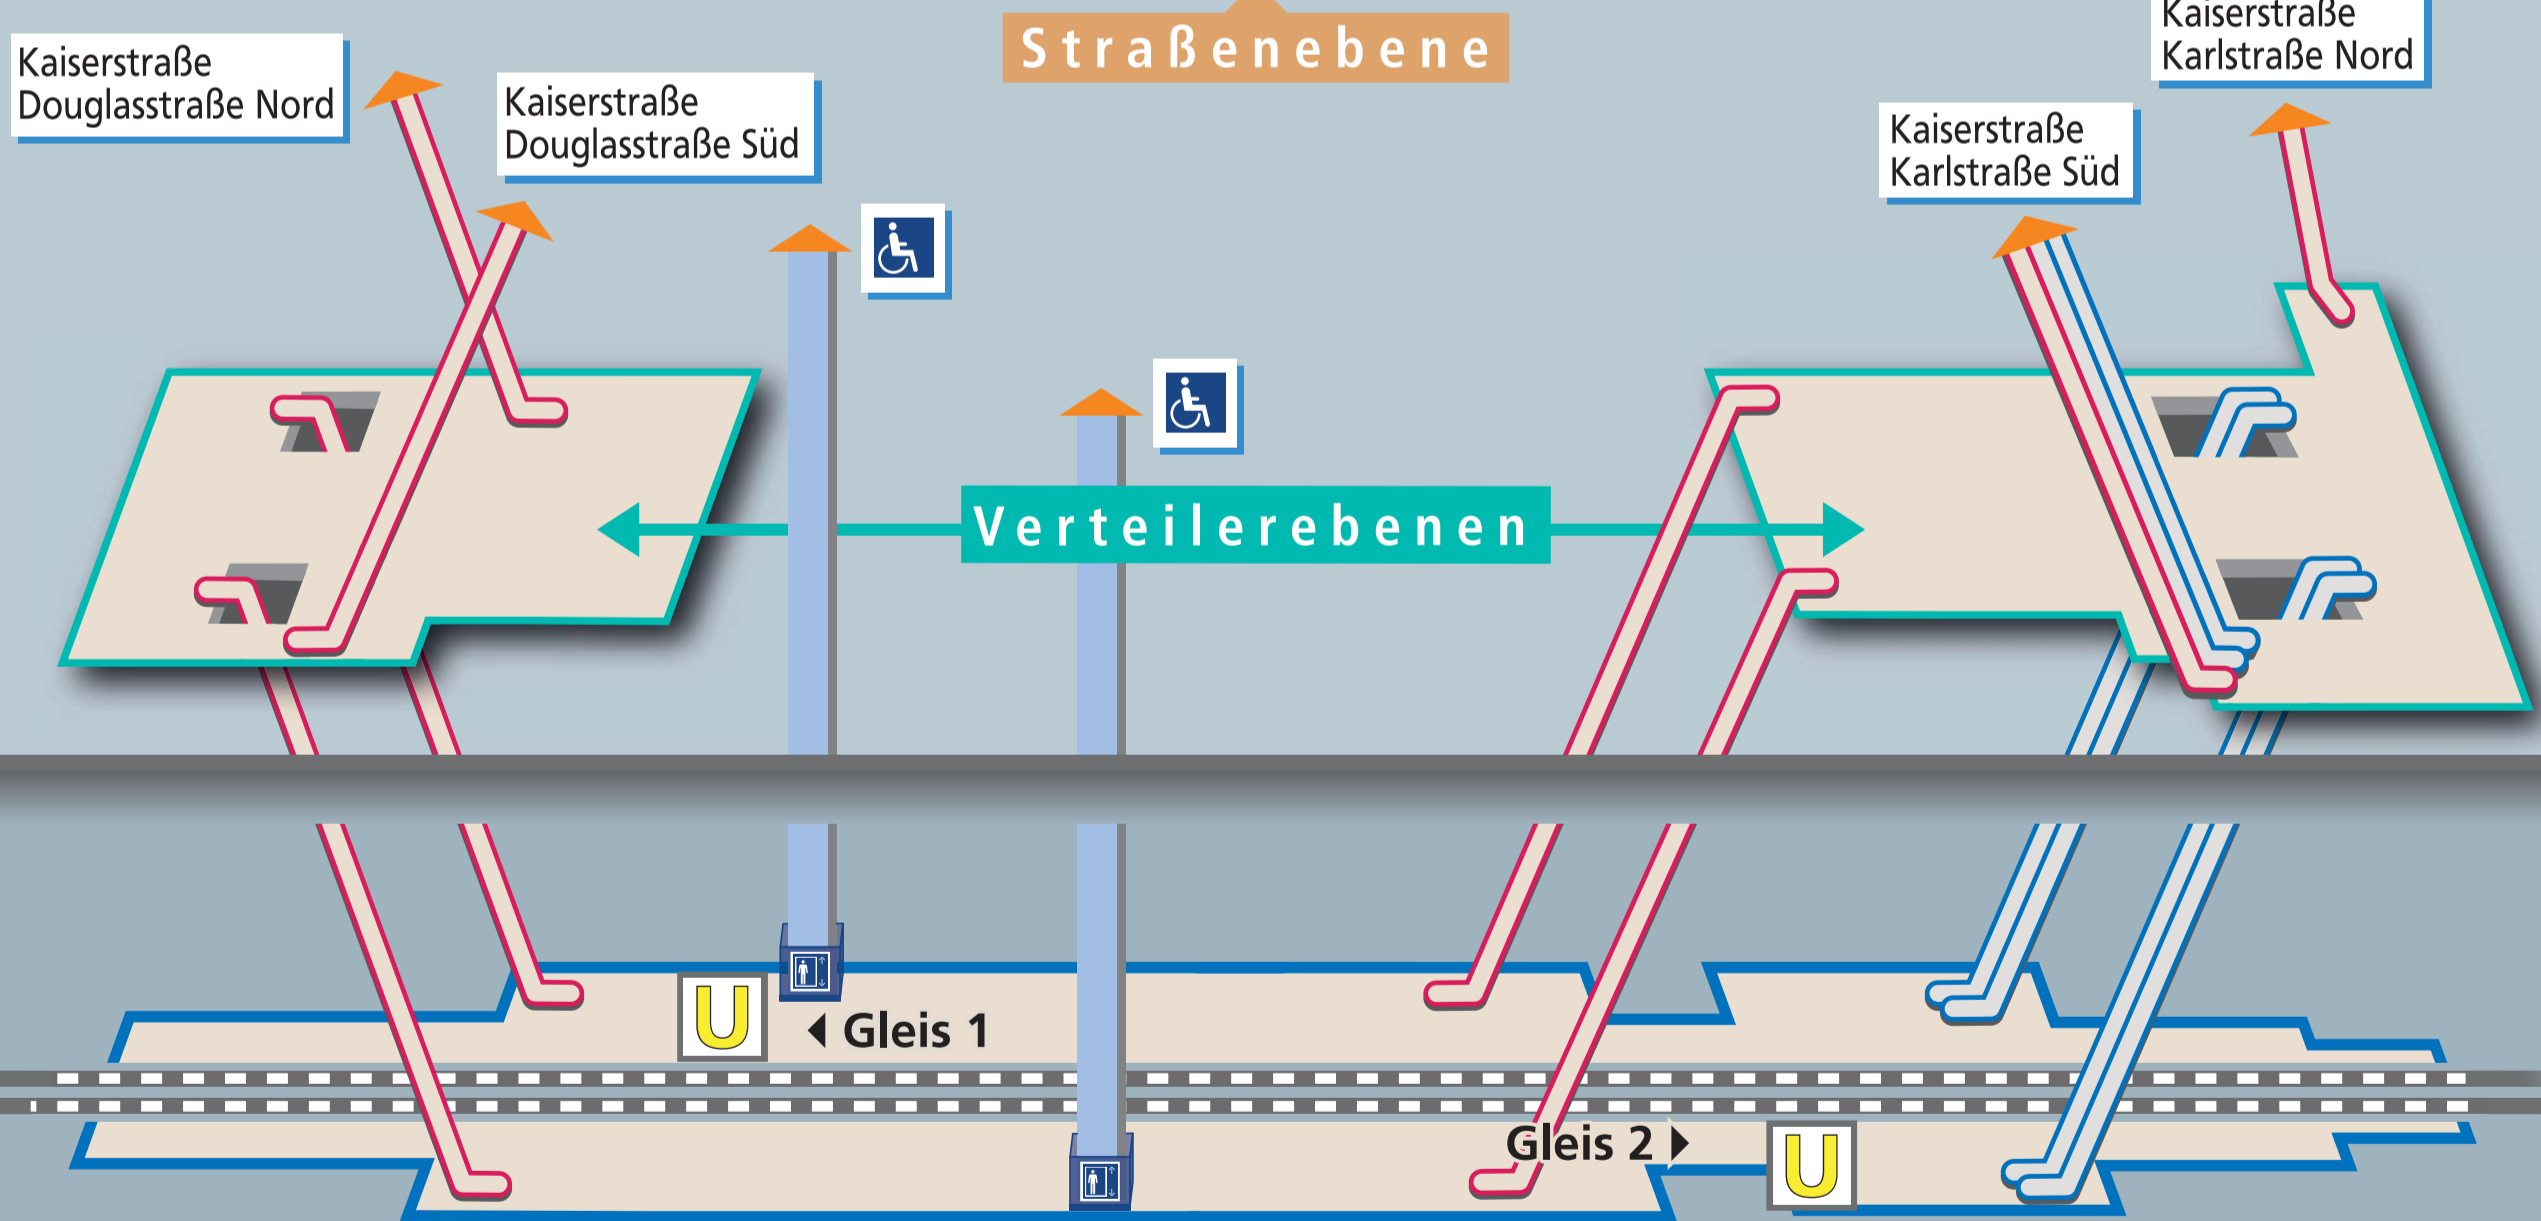 Straßenebene
Kaiserstraße
Karlstraße Nord
Kaiserstraße
Douglasstraße Nord
Kaiserstraße
Douglasstraße Süd
Kaiserstraße
Karlstraße Süd
Verteilerebenen
U
Gleis 1
Gleis 2
U